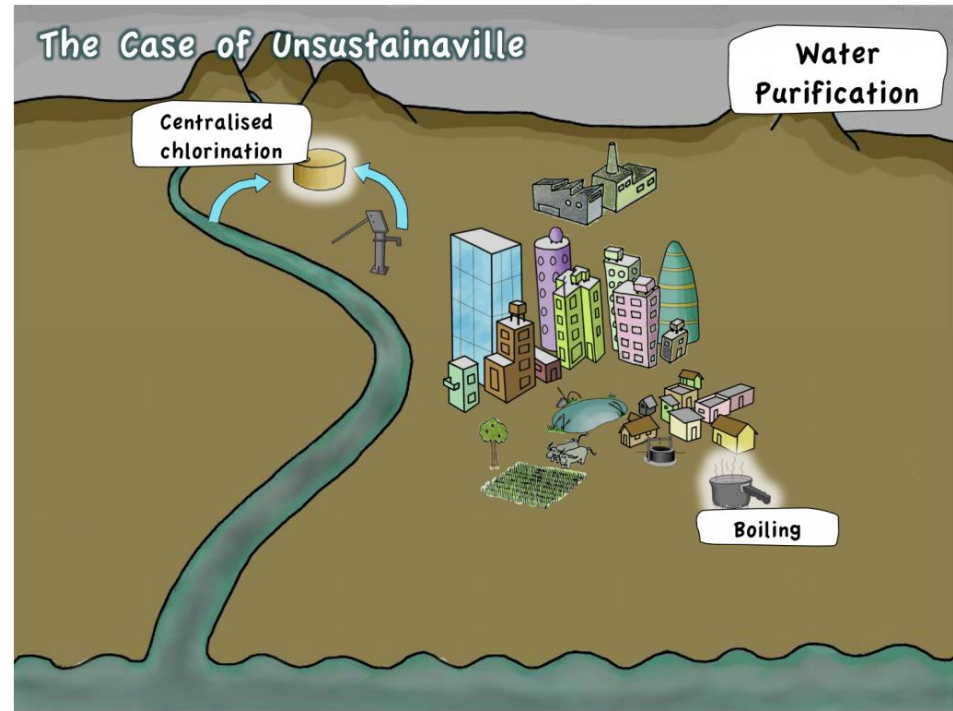 The Case of Unsustainaville
Water
Purification
Centralised
chlorination
Boiling